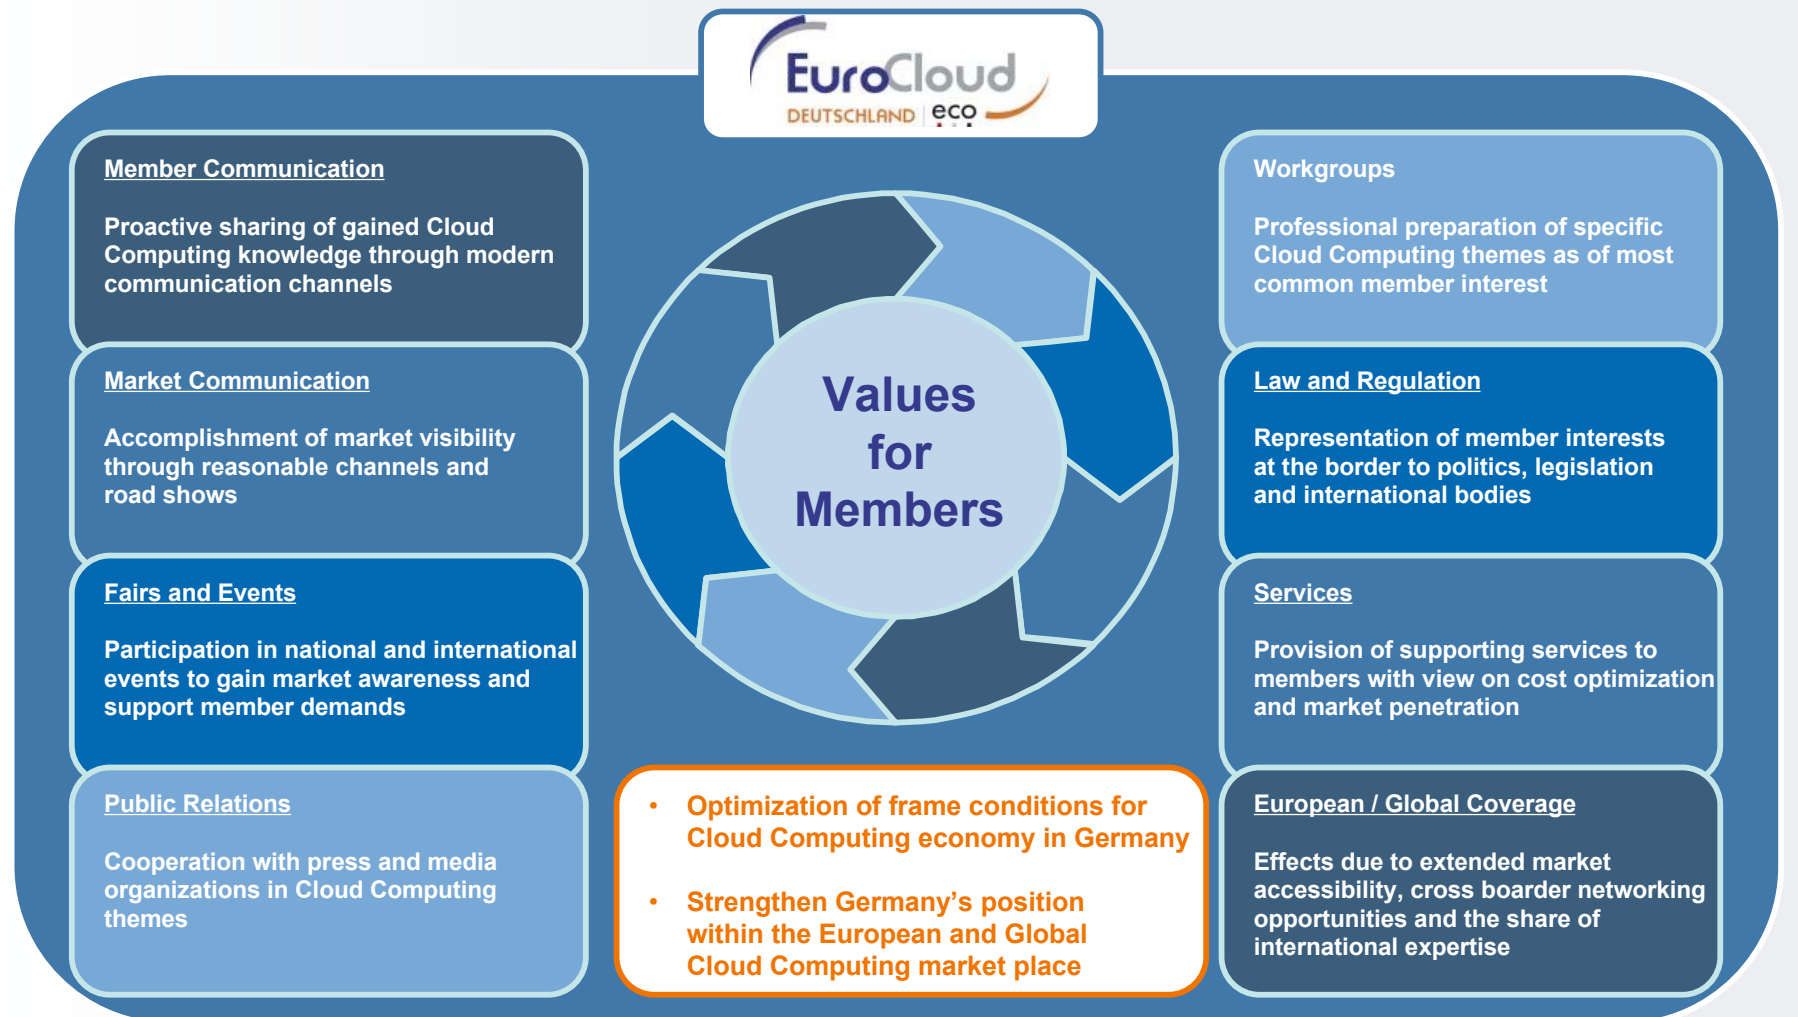 EuroCloud
DEUTSCHLAND eco
Member Communication
Proactive sharing of gained Cloud
Computing knowledge through modern
communication channels
Market Communication
Accomplishment of market visibility
through reasonable channels and
road shows
Fairs and Events
Participation in national and international
events to gain market awareness and
support member demands
Public Relations
Cooperation with press and media
organizations in Cloud Computing
themes
Values
for
Members
• Optimization of frame conditions for
Cloud Computing economy in Germany
• Strengthen Germany’s position
within the European and Global
Cloud Computing market place
Workgroups
Professional preparation of specific
Cloud Computing themes as of most
common member interest
Law and Regulation
Representation of member interests
at the border to politics, legislation
and international bodies
Services
Provision of supporting services to
members with view on cost optimization
and market penetration
European / Global Coverage
Effects due to extended market
accessibility, cross boarder networking
opportunities and the share of
international expertise